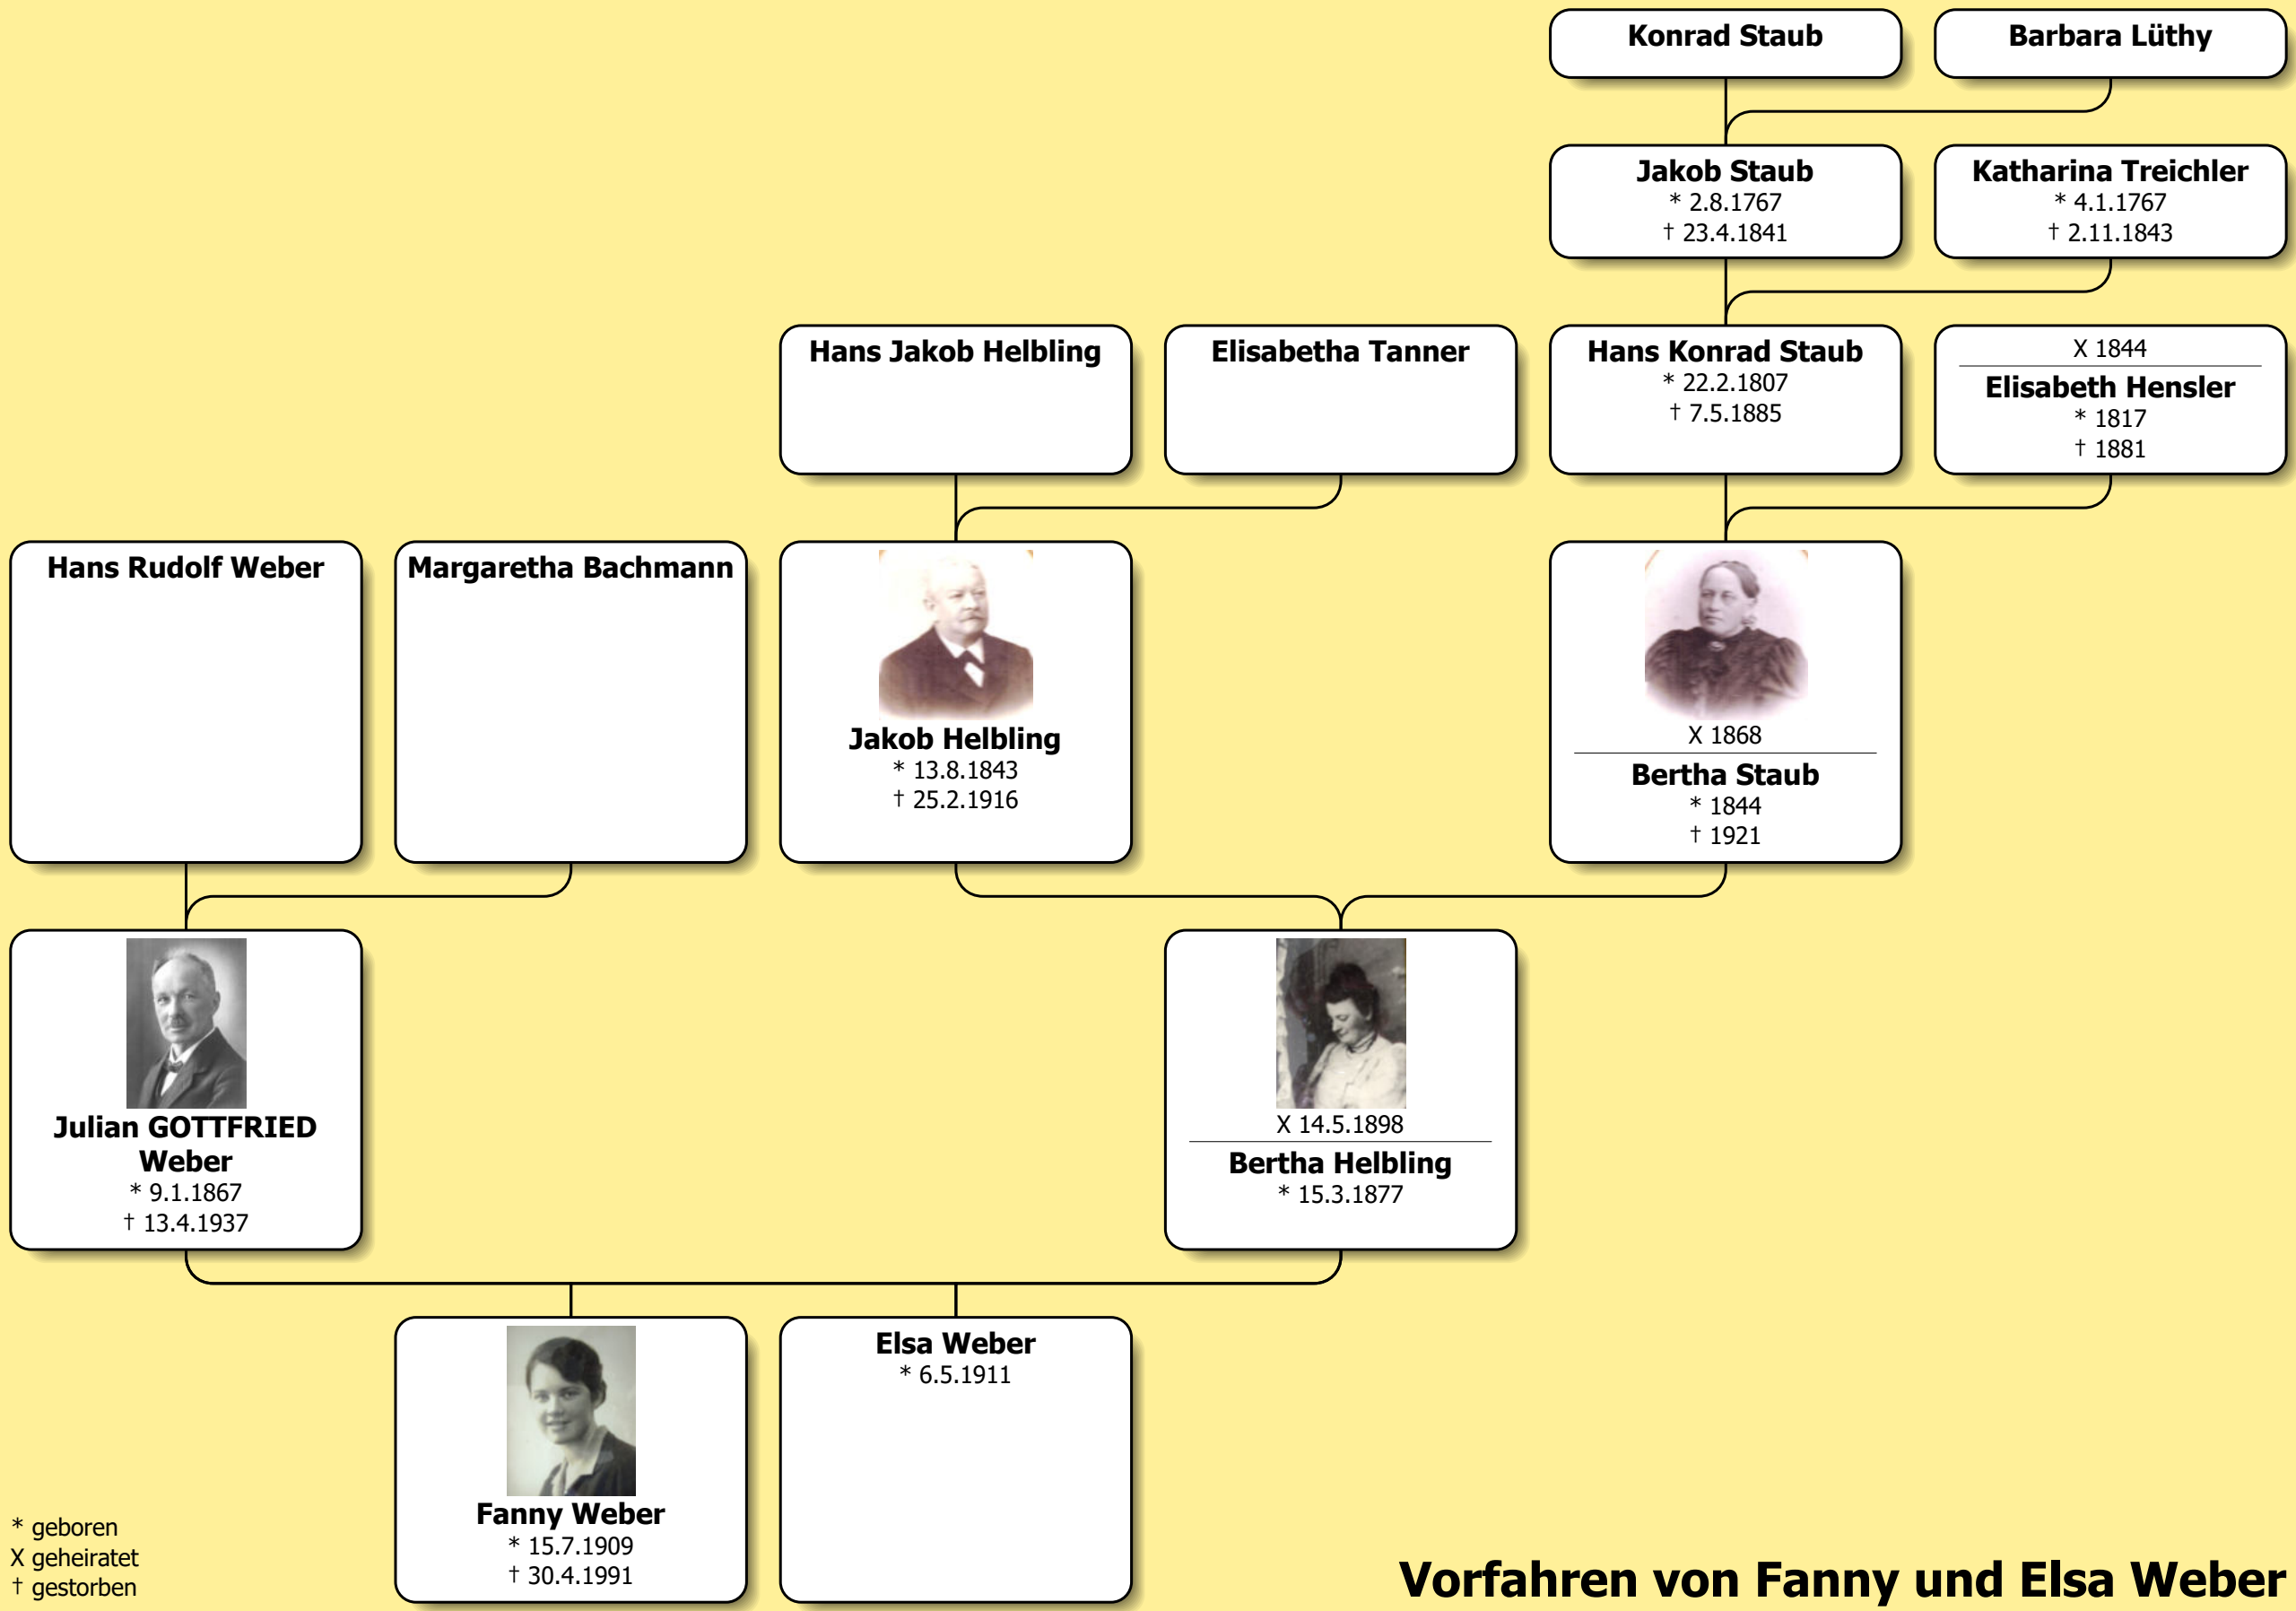 Konrad Staub
Barbara Lüthy
Jakob Staub
* 2.8.1767
† 23.4.1841
Katharina Treichler
* 4.1.1767
† 2.11.1843
Hans Jakob Helbling
Elisabetha Tanner
Hans Konrad Staub
* 22.2.1807
† 7.5.1885
X 1844
Elisabeth Hensler
* 1817
† 1881
Hans Rudolf Weber
Margaretha Bachmann
Jakob Helbling
* 13.8.1843
† 25.2.1916
X 1868
Bertha Staub
* 1844
† 1921
Julian GOTTFRIED
Weber
* 9.1.1867
† 13.4.1937
X 14.5.1898
Bertha Helbling
* 15.3.1877
Fanny Weber
* 15.7.1909
† 30.4.1991
Elsa Weber
* 6.5.1911
* geboren
X geheiratet
† gestorben
Vorfahren von Fanny und Elsa Weber